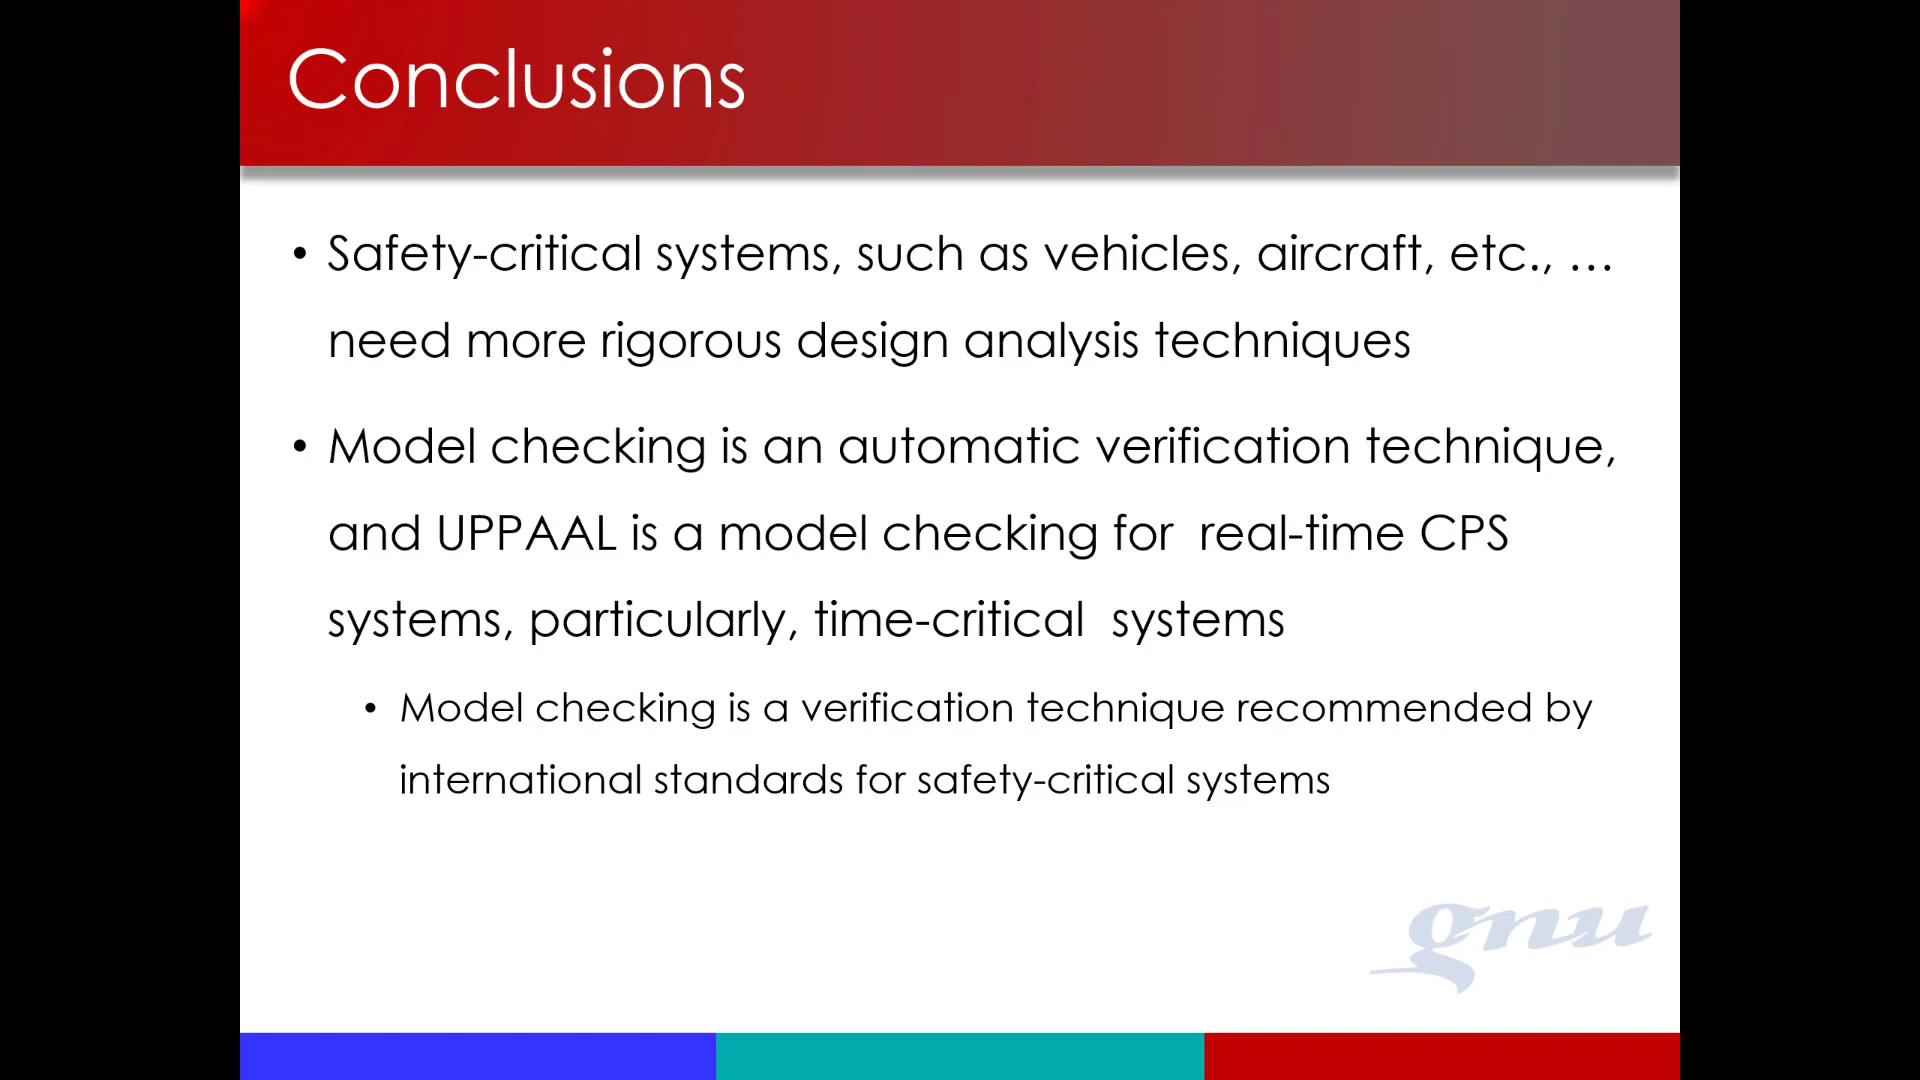 Conclusions
• Safety-critical systems, such as vehicles, aircraft, etc., …
need more rigorous design analysis techniques
• Model checking is an automatic verification technique,
and UPPAAL is a model checking for  real-time CPS
systems, particularly, time-critical  systems
• Model checking is a verification technique recommended by
international standards for safety-critical systems
gnu